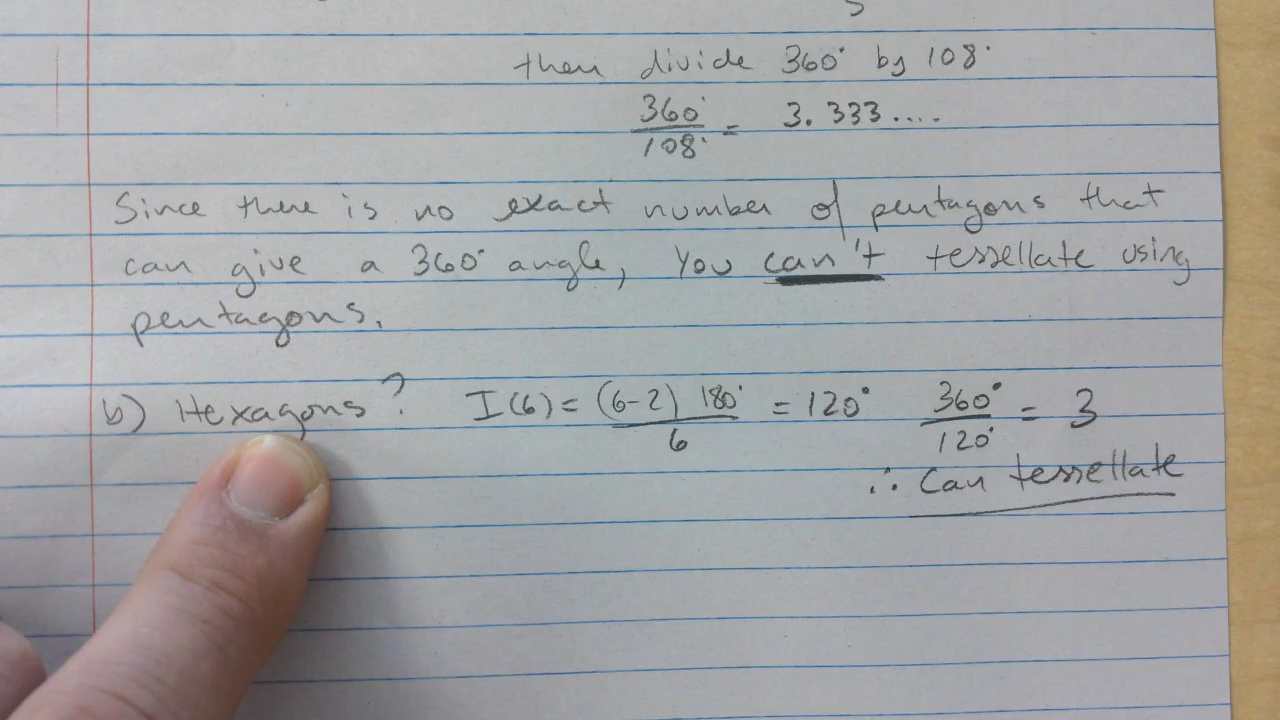 5
then divide 360° by 108°
360°/108° = 3.333....
Since there is no exact number of pentagons that
can give a 360° angle, You can't tessellate using
pentagons.
b) Hexagons? I(6) = (6-2) 180°/6 = 120° 360°/120° = 3
∴ Can tessellate